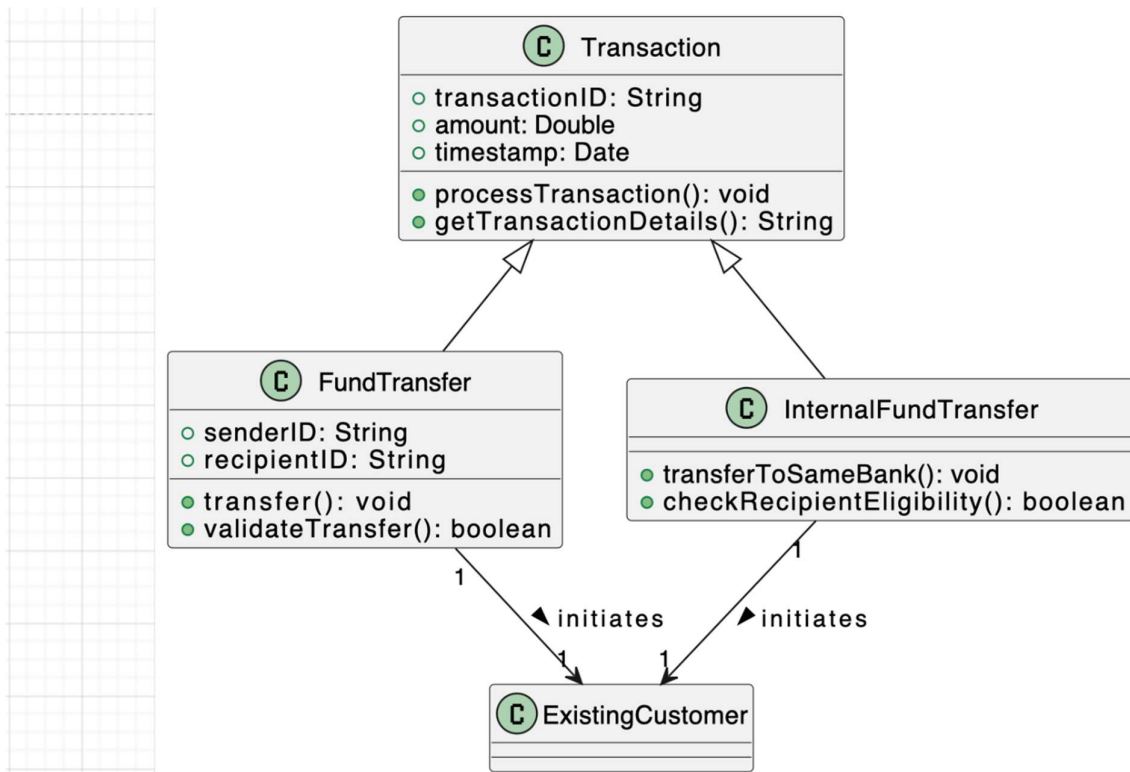 C Transaction
transactionID: String
amount: Double
timestamp: Date
processTransaction(): void
getTransactionDetails(): String
C FundTransfer
senderID: String
recipientID: String
transfer(): void
validateTransfer(): boolean
C InternalFundTransfer
transferToSameBank(): void
checkRecipientEligibility(): boolean
1
1
initiates
initiates
1
1
C ExistingCustomer